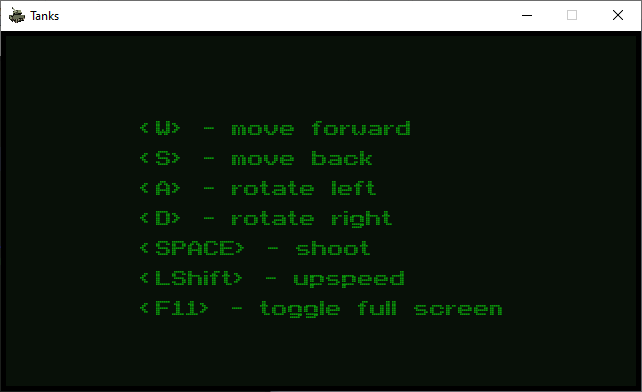 Tanks
<W> - move forward
<S> - move back
<A> - rotate left
<D> - rotate right
<SPACE> - shoot
<LShift> - upspeed
<F11> - toggle full screen